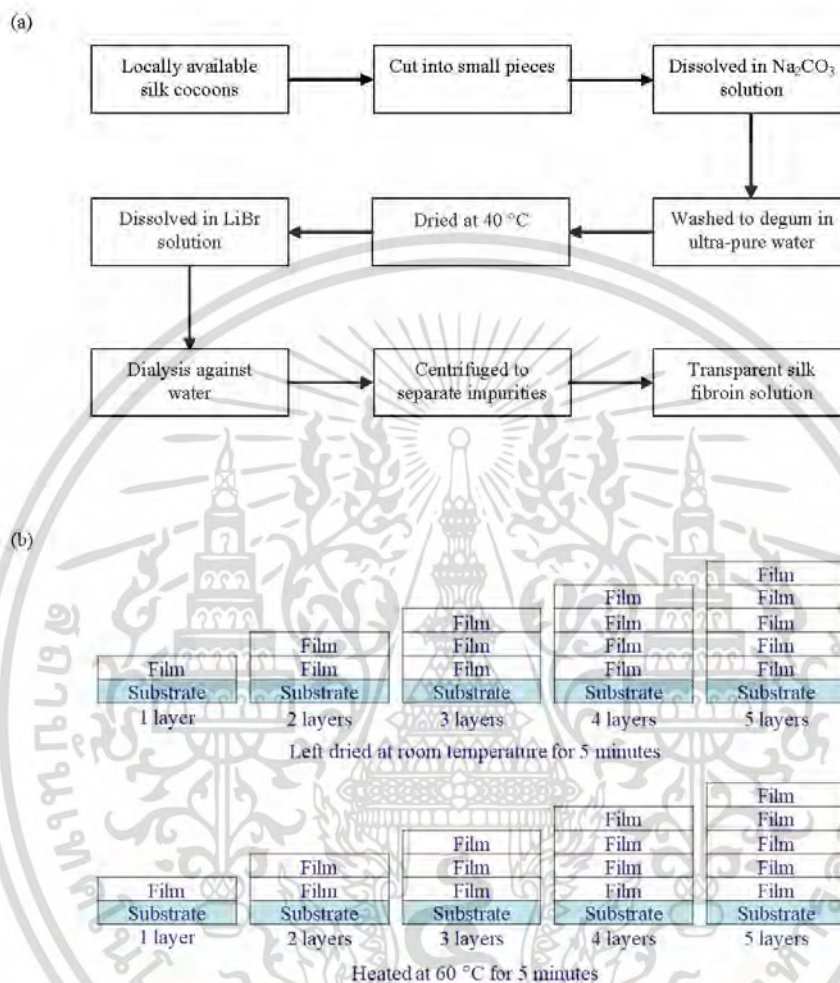 (a)
Locally available
silk cocoons
Cut into small pieces
Dissolved in Na₂CO₃
solution
Washed to degum in
ultra-pure water
Dried at 40 °C
Dissolved in LiBr
solution
Dialysis against
water
Centrifuged to
separate impurities
Transparent silk
fibroin solution
(b)
Film
Substrate
1 layer
Film
Film
Substrate
2 layers
Film
Film
Film
Substrate
3 layers
Film
Film
Film
Film
Substrate
4 layers
Film
Film
Film
Film
Film
Substrate
5 layers
Left dried at room temperature for 5 minutes
Film
Substrate
1 layer
Film
Film
Substrate
2 layers
Film
Film
Film
Substrate
3 layers
Film
Film
Film
Film
Substrate
4 layers
Film
Film
Film
Film
Film
Substrate
5 layers
Heated at 60 °C for 5 minutes